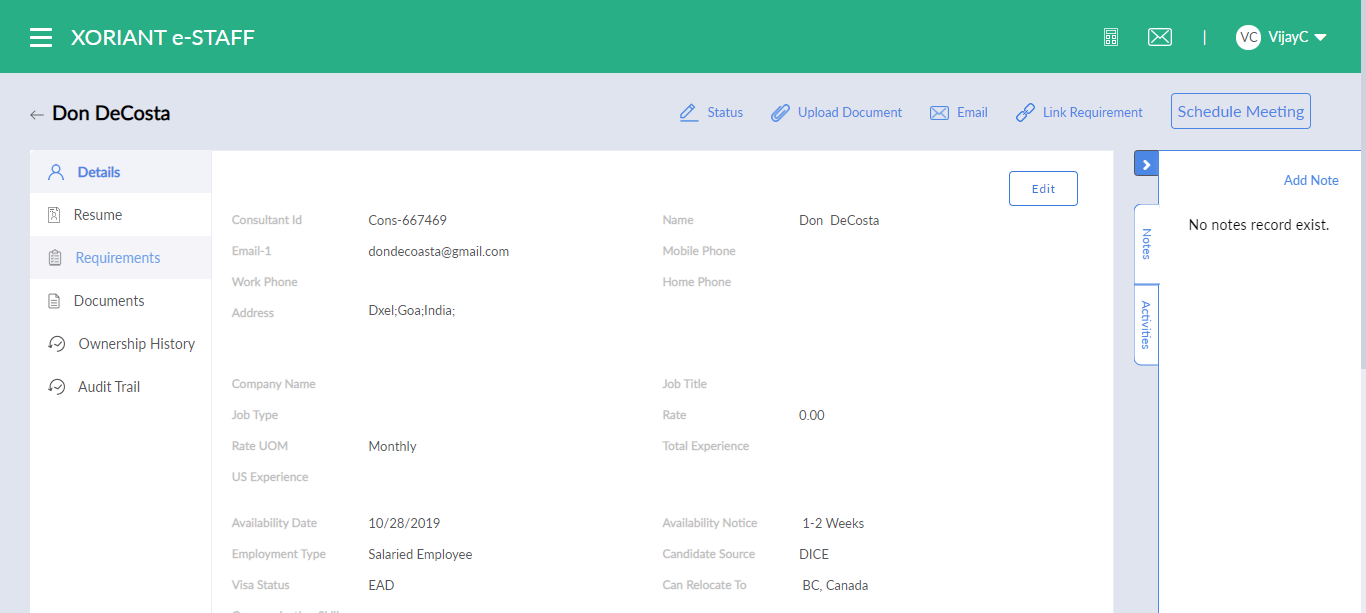 XORIANT e-STAFF
VC VijayC
Don DeCosta
Status Upload Document Email Link Requirement Schedule Meeting
Details
Resume
Requirements
Documents
Ownership History
Audit Trail
Edit
Consultant Id Cons-667469 Name Don DeCosta
Email-1 dondecoasta@gmail.com Mobile Phone
Work Phone Home Phone
Address Dxel;Goa;India;
Company Name Job Title
Job Type Rate 0.00
Rate UOM Monthly Total Experience
US Experience
Availability Date 10/28/2019 Availability Notice 1-2 Weeks
Employment Type Salaried Employee Candidate Source DICE
Visa Status EAD Can Relocate To BC, Canada
Add Note
No notes record exist.
Notes
Activities